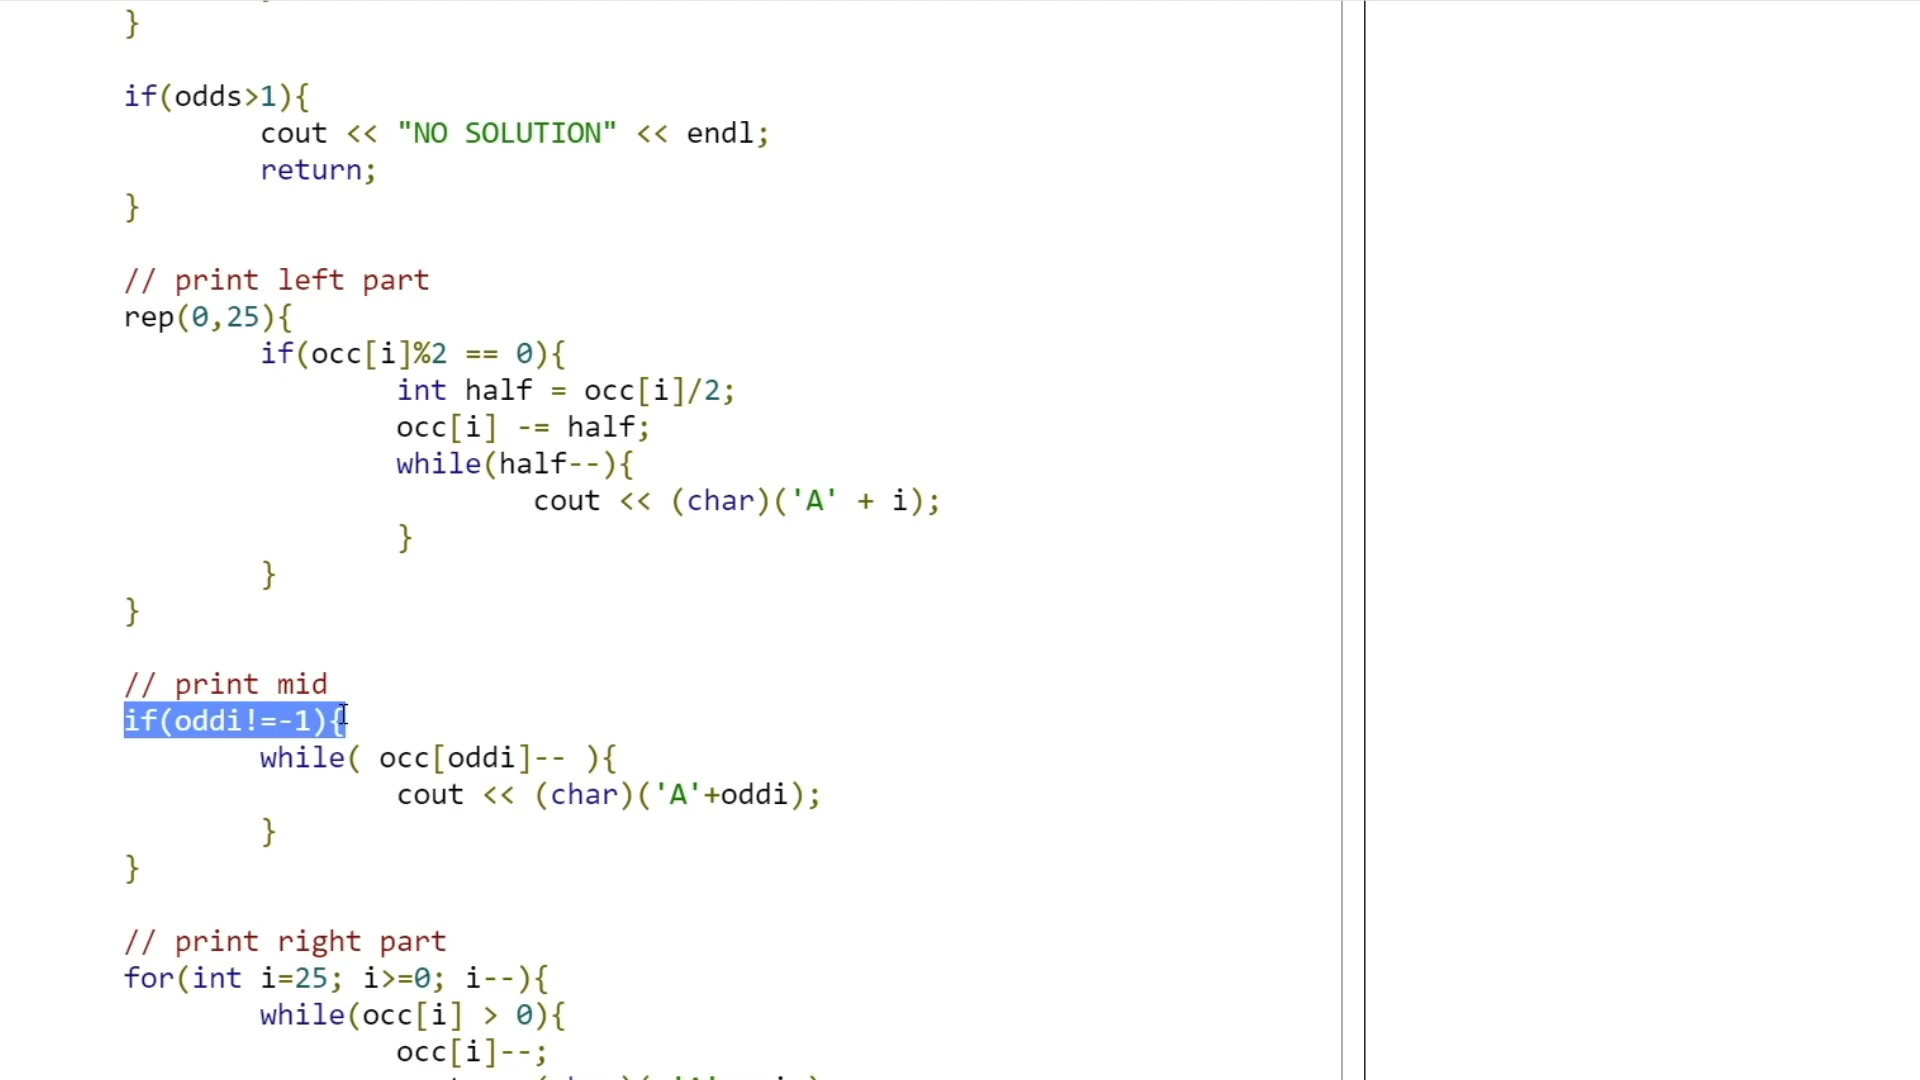 }
if(odds>1){
cout << "NO SOLUTION" << endl;
return;
}
// print left part
rep(0,25){
if(occ[i]%2 == 0){
int half = occ[i]/2;
occ[i] -= half;
while(half--){
cout << (char)('A' + i);
}
}
}
// print mid
if(oddi!=-1){
while( occ[oddi]-- ){
cout << (char)('A'+oddi);
}
}
// print right part
for(int i=25; i>=0; i--){
while(occ[i] > 0){
occ[i]--;